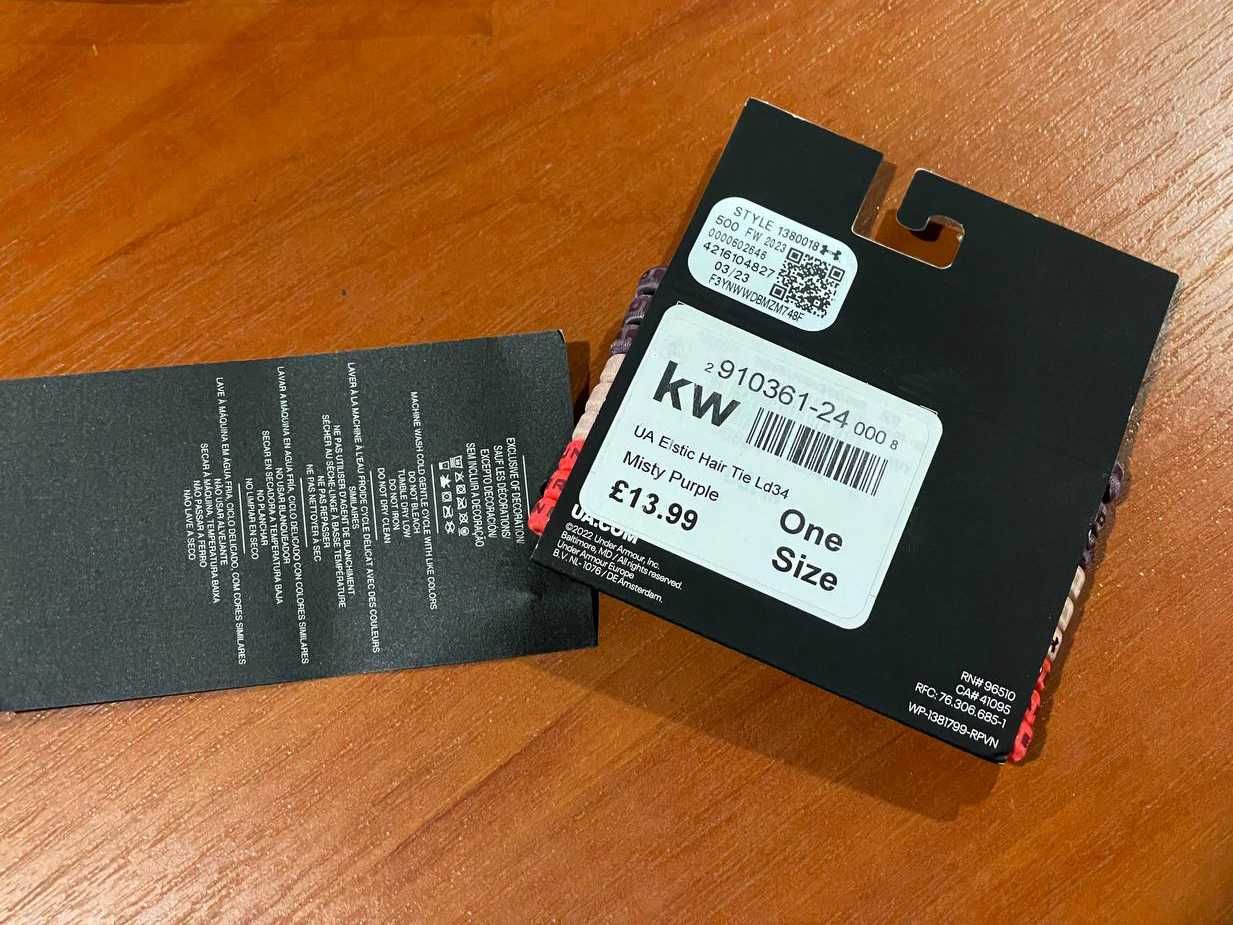 STYLE 1380018
500 FW 2023
0000602646
4216104827
03/23
F3YNWWDBMZM748F
2 910361-24 000 8
kw
UA Elstic Hair Tie Ld34
Misty Purple
£13.99
One
Size
UA.COM
©2022 Under Armour, Inc.
Baltimore, MD / All rights reserved.
Under Armour Europe
B.V. NL-1076 / DE Amsterdam.
RN# 96510
CA# 41095
RFC: 76.306.685-1
WP-1381799-RPVN
EXCLUSIVE OF DECORATION/
SAUF LES DÉCORATIONS/
EXCEPTO DECORACIÓN/
SEM INCLUIR A DECORAÇÃO
MACHINE WASH COLD GENTLE CYCLE WITH LIKE COLORS
DO NOT BLEACH
TUMBLE DRY LOW
DO NOT IRON
DO NOT DRY CLEAN
LAVER À LA MACHINE À L'EAU FROIDE CYCLE DÉLICAT AVEC DES COULEURS
SIMILAIRES
NE PAS UTILISER D'AGENT DE BLANCHIMENT
SÉCHER AU SÈCHE-LINGE À BASSE TEMPÉRATURE
NE PAS REPASSER
NE PAS NETTOYER À SEC
LAVAR A MÁQUINA EN AGUA FRÍA, CICLO DELICADO CON COLORES SIMILARES
NO USAR BLANQUEADOR
SECAR EN SECADORA A TEMPERATURA BAJA
NO PLANCHAR
NO LIMPIAR EN SECO
LAVE À MÁQUINA EM ÁGUA FRIA, CICLO DELICADO, COM CORES SIMILARES
NÃO USAR ALVEJANTE
SECAR À MÁQUINA, TEMPERATURA BAIXA
NÃO PASSAR A FERRO
NÃO LAVE A SECO